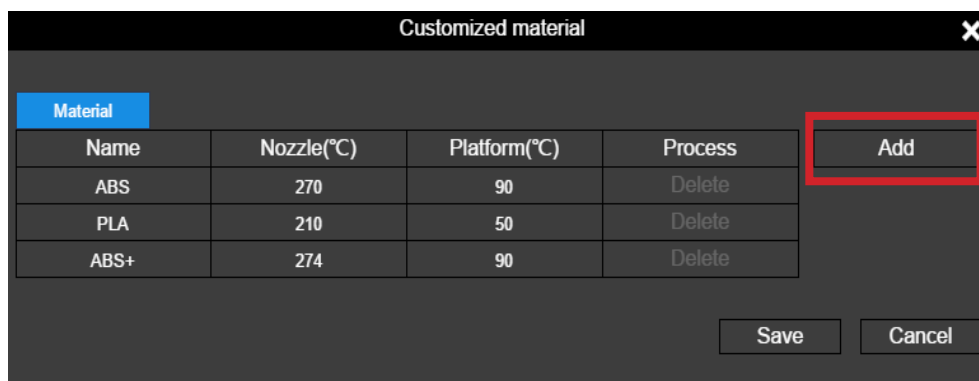 Customized material
Material
Name Nozzle(℃) Platform(℃) Process Add
ABS 270 90 Delete
PLA 210 50 Delete
ABS+ 274 90 Delete
Save Cancel